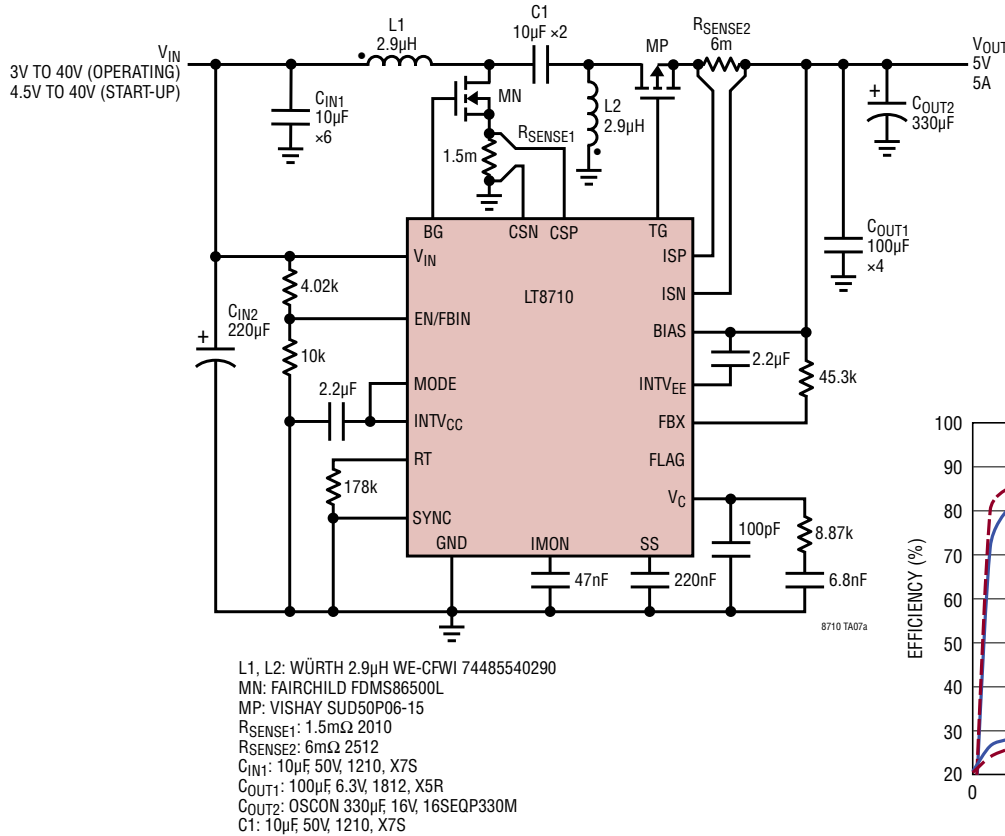 L1
2.9µH
C1
10µF ×2
RSENSE2
6m
MP
VIN
3V TO 40V (OPERATING)
4.5V TO 40V (START-UP)
VOUT
5V
5A
CIN1
10µF
×6
MN
RSENSE1
1.5m
L2
2.9µH
COUT2
330µF
+
COUT1
100µF
×4
BG
CSN
CSP
TG
VIN
ISP
4.02k
LT8710
ISN
CIN2
220µF
+
EN/FBIN
BIAS
10k
2.2µF
2.2µF
MODE
INTVEE
45.3k
INTVCC
FBX
RT
FLAG
178k
VC
SYNC
100pF
8.87k
GND
IMON
SS
47nF
220nF
6.8nF
8710 TA07a
L1, L2: WÜRTH 2.9µH WE-CFWI 74485540290
MN: FAIRCHILD FDMS86500L
MP: VISHAY SUD50P06-15
RSENSE1: 1.5mΩ 2010
RSENSE2: 6mΩ 2512
CIN1: 10µF, 50V, 1210, X7S
COUT1: 100µF, 6.3V, 1812, X5R
COUT2: OSCON 330µF, 16V, 16SEQP330M
C1: 10µF, 50V, 1210, X7S
EFFICIENCY (%)
100
90
80
70
60
50
40
30
20
0